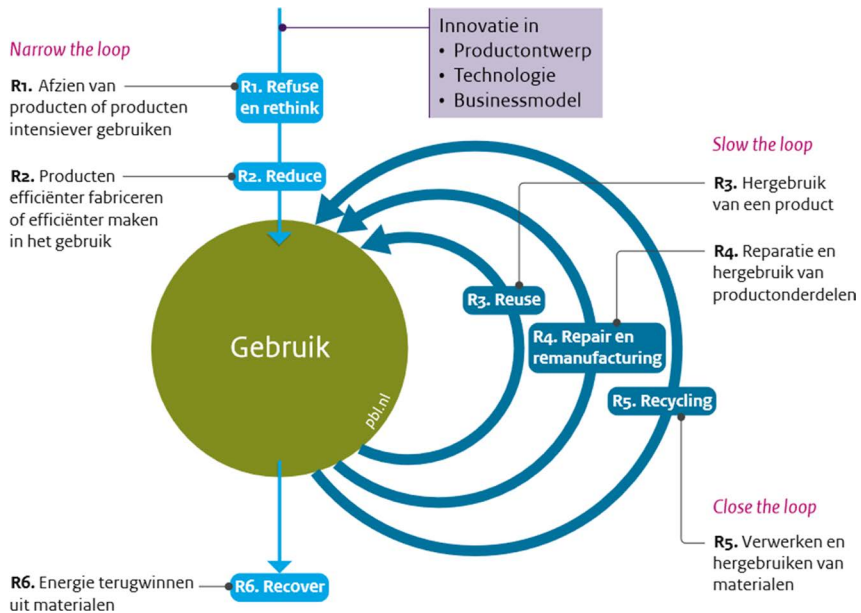 Narrow the loop
R1. Afzien van
producten of producten
intensiever gebruiken
R2. Producten
efficiënter fabriceren
of efficiënter maken
in het gebruik
R1. Refuse
en rethink
R2. Reduce
Innovatie in
• Productontwerp
• Technologie
• Businessmodel
Gebruik
pbl.nl
R3. Reuse
R4. Repair en
remanufacturing
R5. Recycling
Slow the loop
R3. Hergebruik
van een product
R4. Reparatie en
hergebruik van
productonderdelen
Close the loop
R5. Verwerken en
hergebruiken van
materialen
R6. Energie terugwinnen
uit materialen
R6. Recover